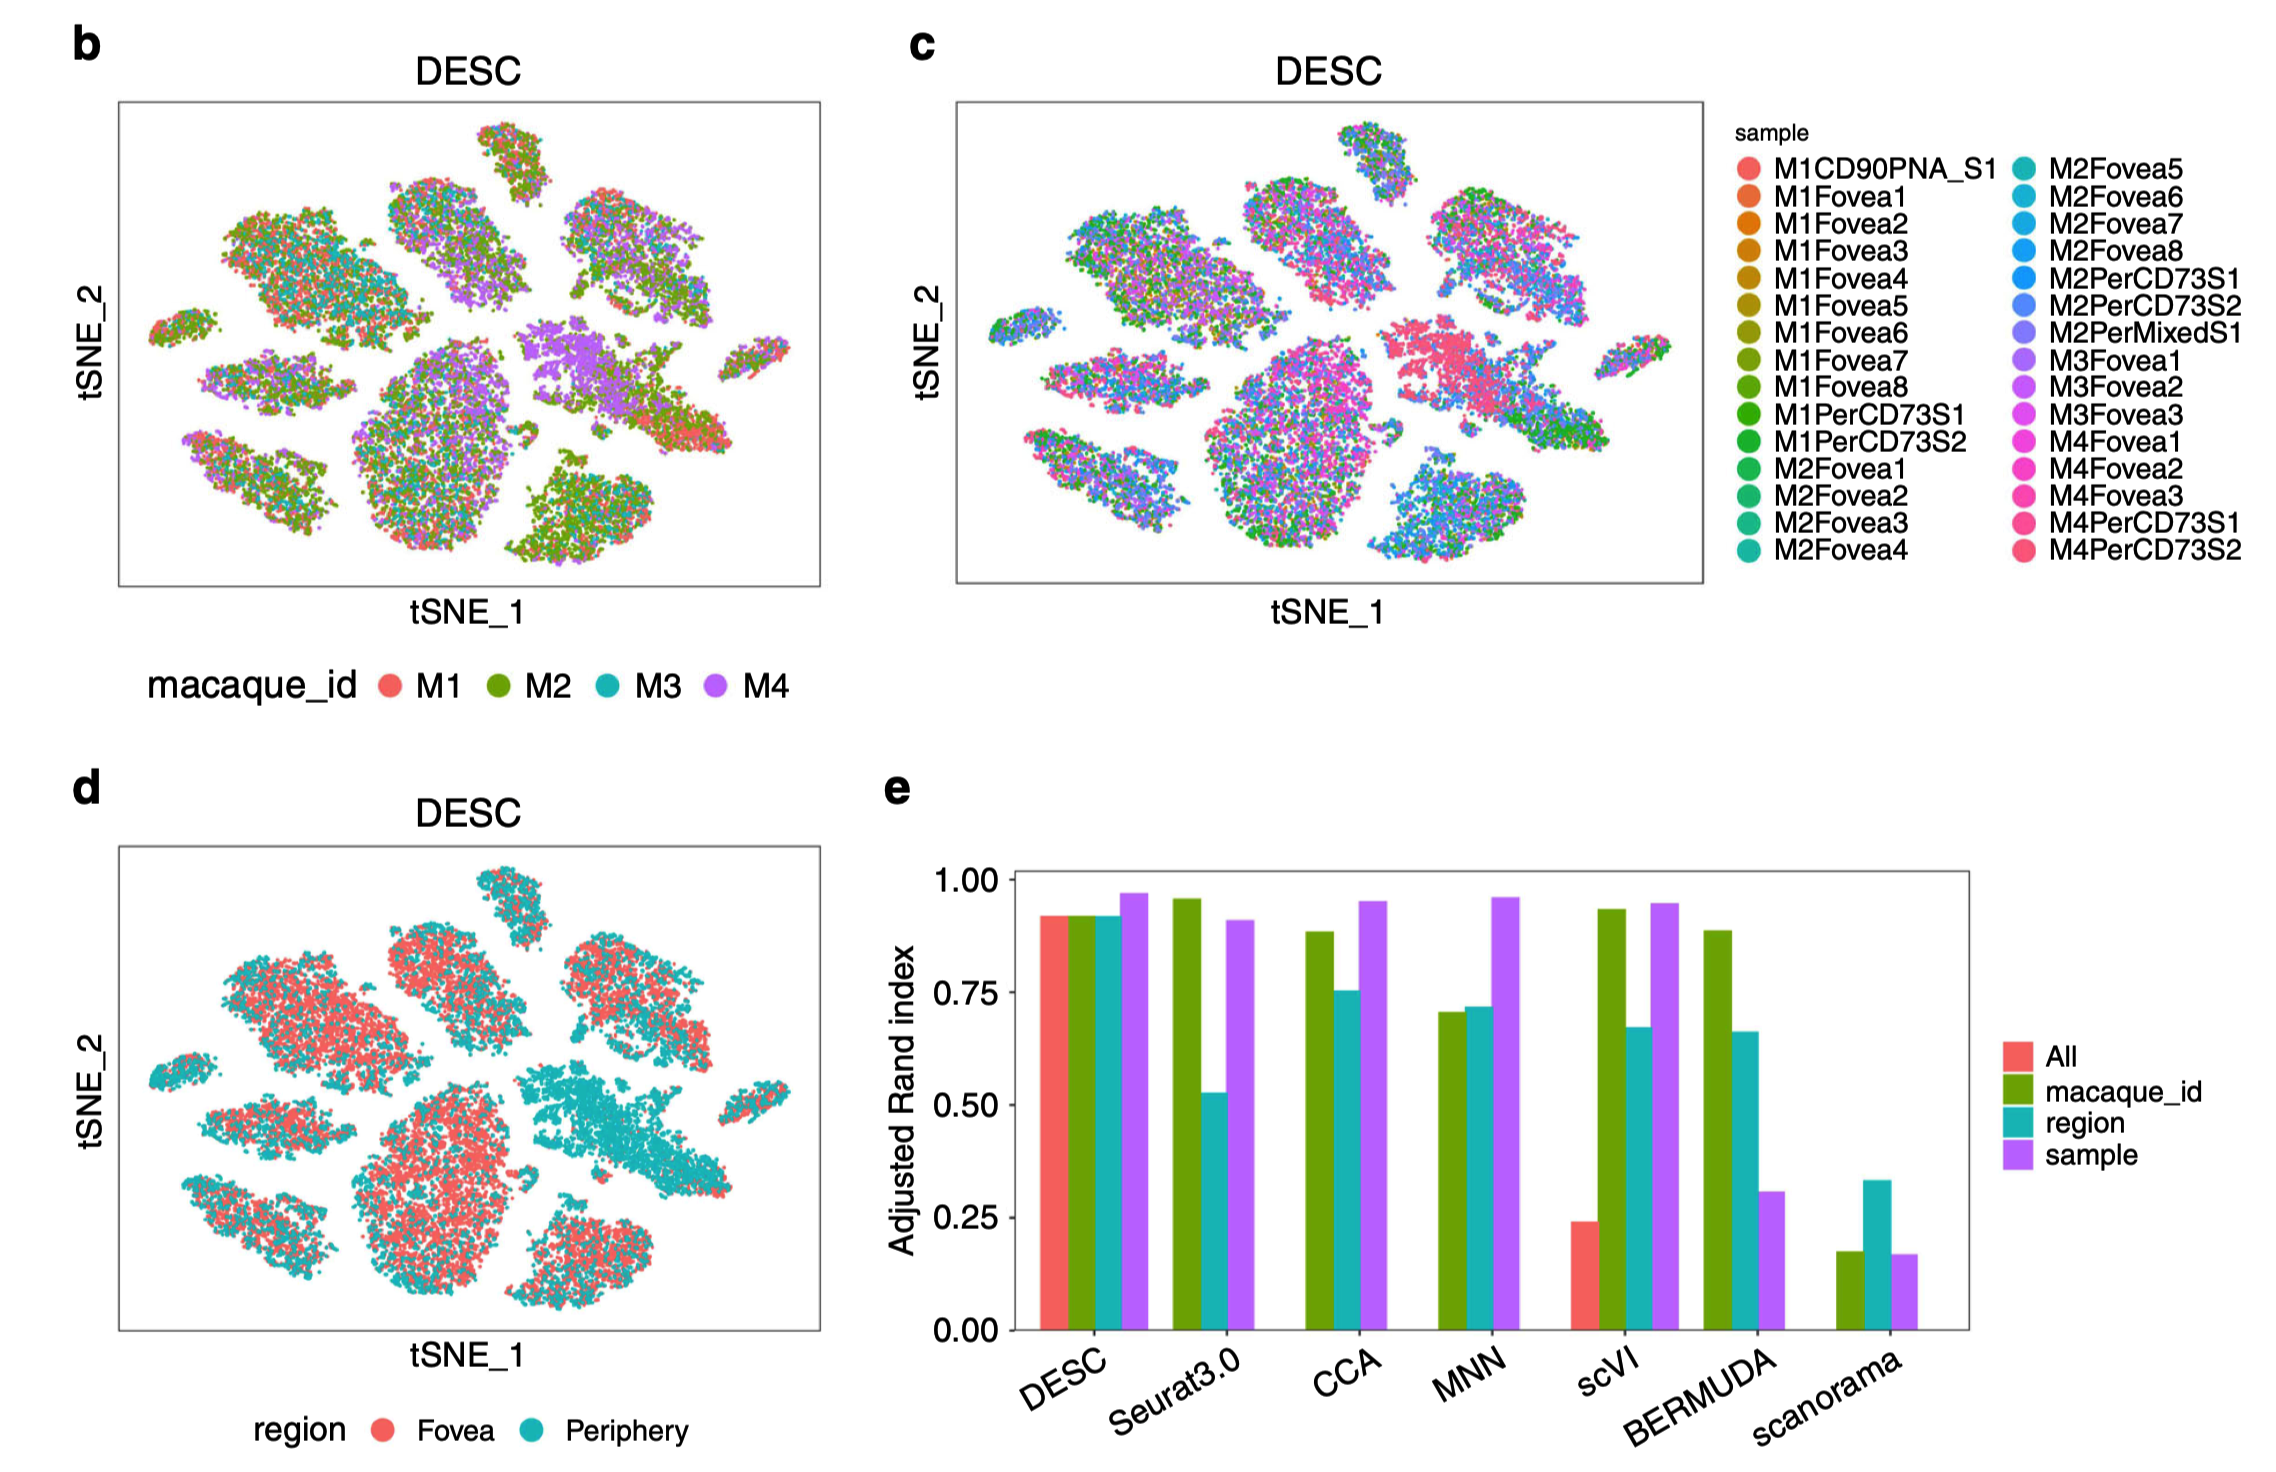 b
DESC
tSNE_2
tSNE_1
macaque_id M1 M2 M3 M4
c
DESC
tSNE_2
tSNE_1
sample
M1CD90PNA_S1
M1Fovea1
M1Fovea2
M1Fovea3
M1Fovea4
M1Fovea5
M1Fovea6
M1Fovea7
M1Fovea8
M1PerCD73S1
M1PerCD73S2
M2Fovea1
M2Fovea2
M2Fovea3
M2Fovea4
M2Fovea5
M2Fovea6
M2Fovea7
M2Fovea8
M2PerCD73S1
M2PerCD73S2
M2PerMixedS1
M3Fovea1
M3Fovea2
M3Fovea3
M4Fovea1
M4Fovea2
M4Fovea3
M4PerCD73S1
M4PerCD73S2
d
DESC
tSNE_2
tSNE_1
region Fovea Periphery
e
Adjusted Rand index
1.00
0.75
0.50
0.25
0.00
DESC
Seurat3.0
CCA
MNN
scVI
BERMUDA
scanorama
All
macaque_id
region
sample